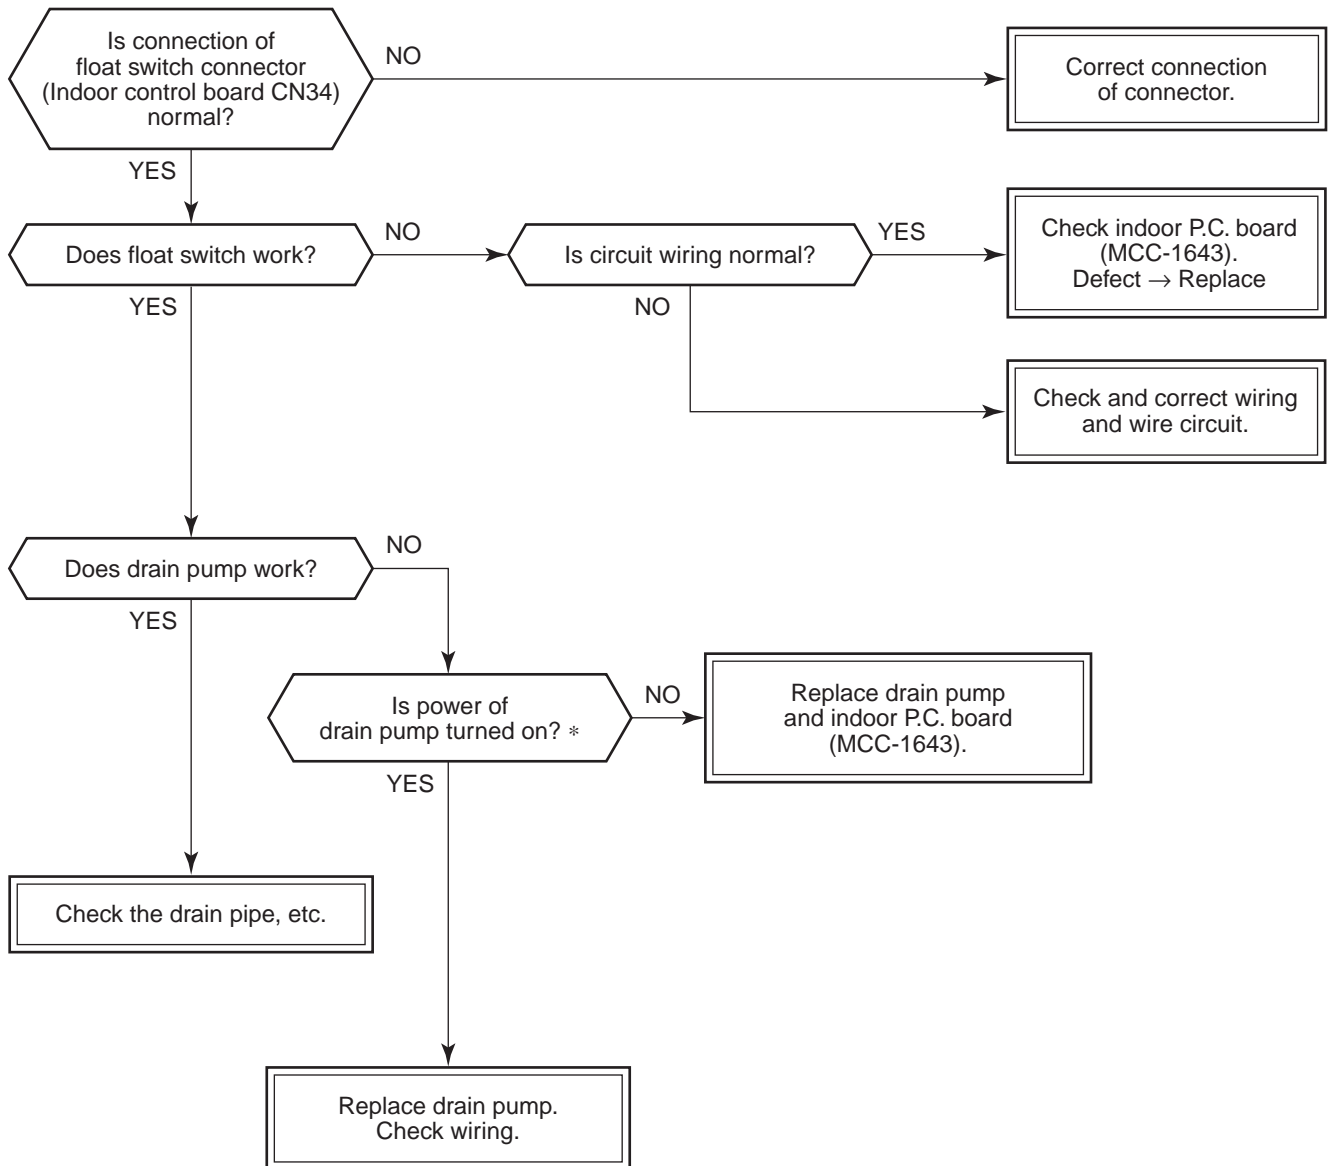 Is connection of
float switch connector
(Indoor control board CN34)
normal?
NO
Correct connection
of connector.
YES
Does float switch work?
NO
Is circuit wiring normal?
YES
Check indoor P.C. board
(MCC-1643).
Defect → Replace
YES
NO
Check and correct wiring
and wire circuit.
Does drain pump work?
NO
YES
Is power of
drain pump turned on? *
NO
Replace drain pump
and indoor P.C. board
(MCC-1643).
YES
Check the drain pipe, etc.
Replace drain pump.
Check wiring.